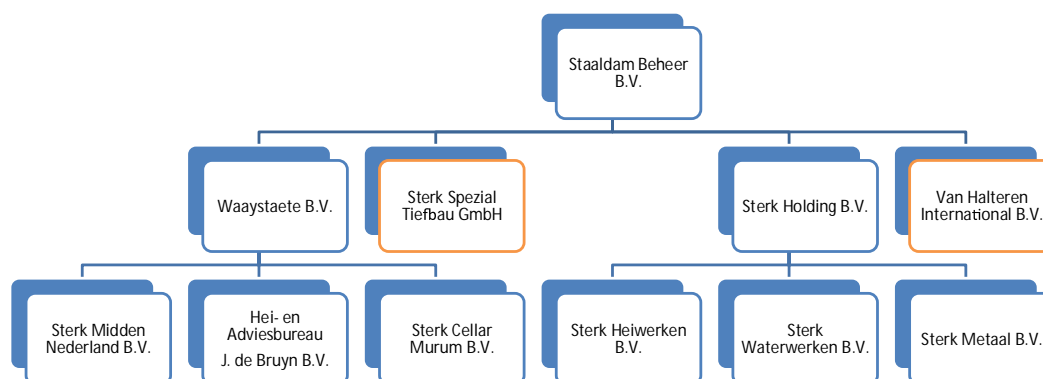 Staaldam Beheer
B.V.
Waaystaete B.V.
Sterk Spezial
Tiefbau GmbH
Sterk Holding B.V.
Van Halteren
International B.V.
Sterk Midden
Nederland B.V.
Hei- en
Adviesbureau
J. de Bruyn B.V.
Sterk Cellar
Murum B.V.
Sterk Heiwerken
B.V.
Sterk
Waterwerken B.V.
Sterk Metaal B.V.